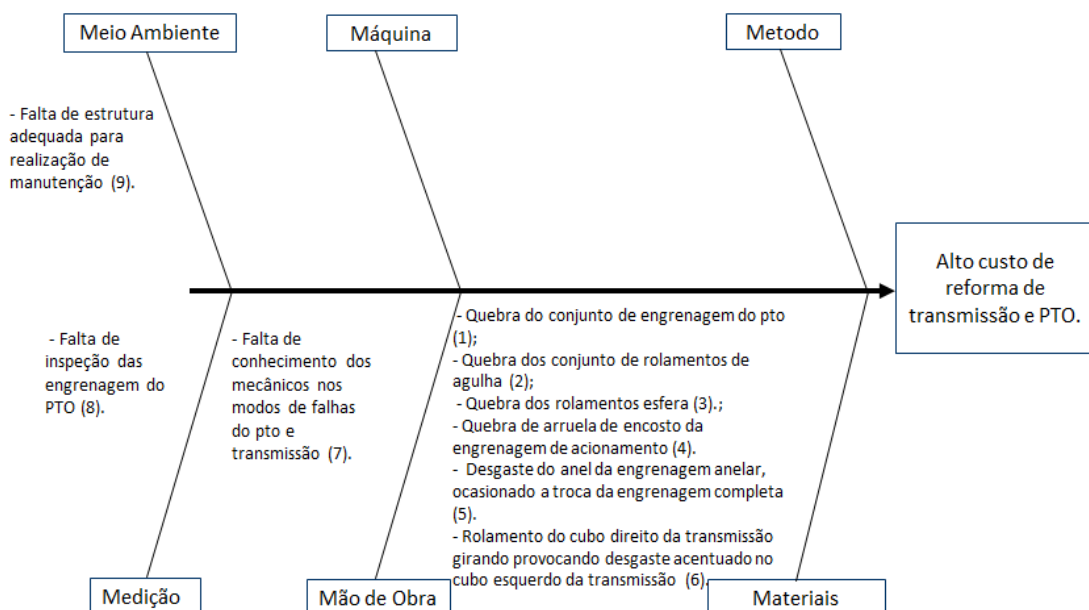 Meio Ambiente
Máquina
Metodo
- Falta de estrutura
adequada para
realização de
manutenção (9).
Alto custo de
reforma de
transmissão e PTO.
- Falta de
inspeção das
engrenagem do
PTO (8).
- Falta de
conhecimento dos
mecânicos nos
modos de falhas
do pto e
transmissão (7).
- Quebra do conjunto de engrenagem do pto
(1);
- Quebra dos conjunto de rolamentos de
agulha (2);
- Quebra dos rolamentos esfera (3).;
- Quebra de arruela de encosto da
engrenagem de acionamento (4).
- Desgaste do anel da engrenagem anelar,
ocasionado a troca da engrenagem completa
(5).
- Rolamento do cubo direito da transmissão
girando provocando desgaste acentuado no
cubo esquerdo da transmissão (6).
Medição
Mão de Obra
Materiais